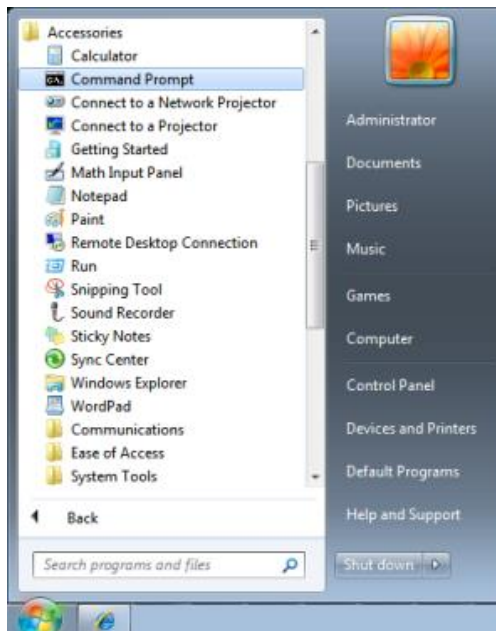 Accessories
Calculator
Command Prompt
Connect to a Network Projector
Connect to a Projector
Getting Started
Math Input Panel
Notepad
Paint
Remote Desktop Connection
Run
Snipping Tool
Sound Recorder
Sticky Notes
Sync Center
Windows Explorer
WordPad
Communications
Ease of Access
System Tools
Back
Search programs and files
Administrator
Documents
Pictures
Music
Games
Computer
Control Panel
Devices and Printers
Default Programs
Help and Support
Shut down